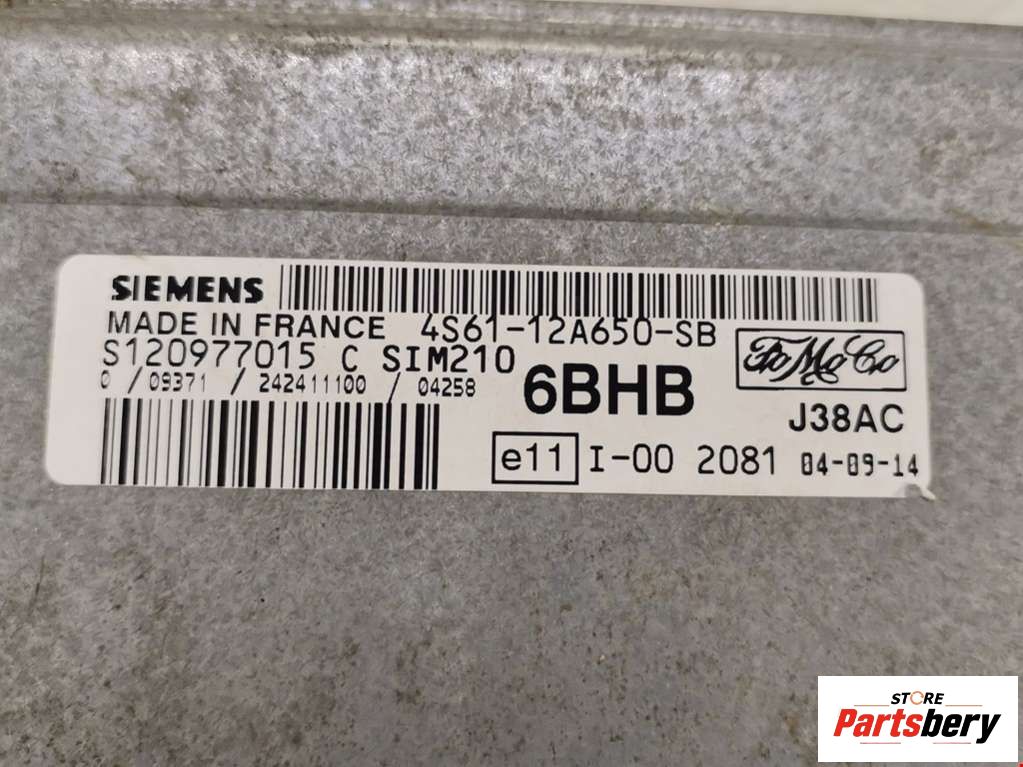 SIEMENS
MADE IN FRANCE 4S61-12A650-SB
S120977015 C SIM210
0 / 09371 / 242411100 / 04258
6BHB
FoMoCo
J38AC
e11 I-00 2081 04-09-14
STORE
Partsbery